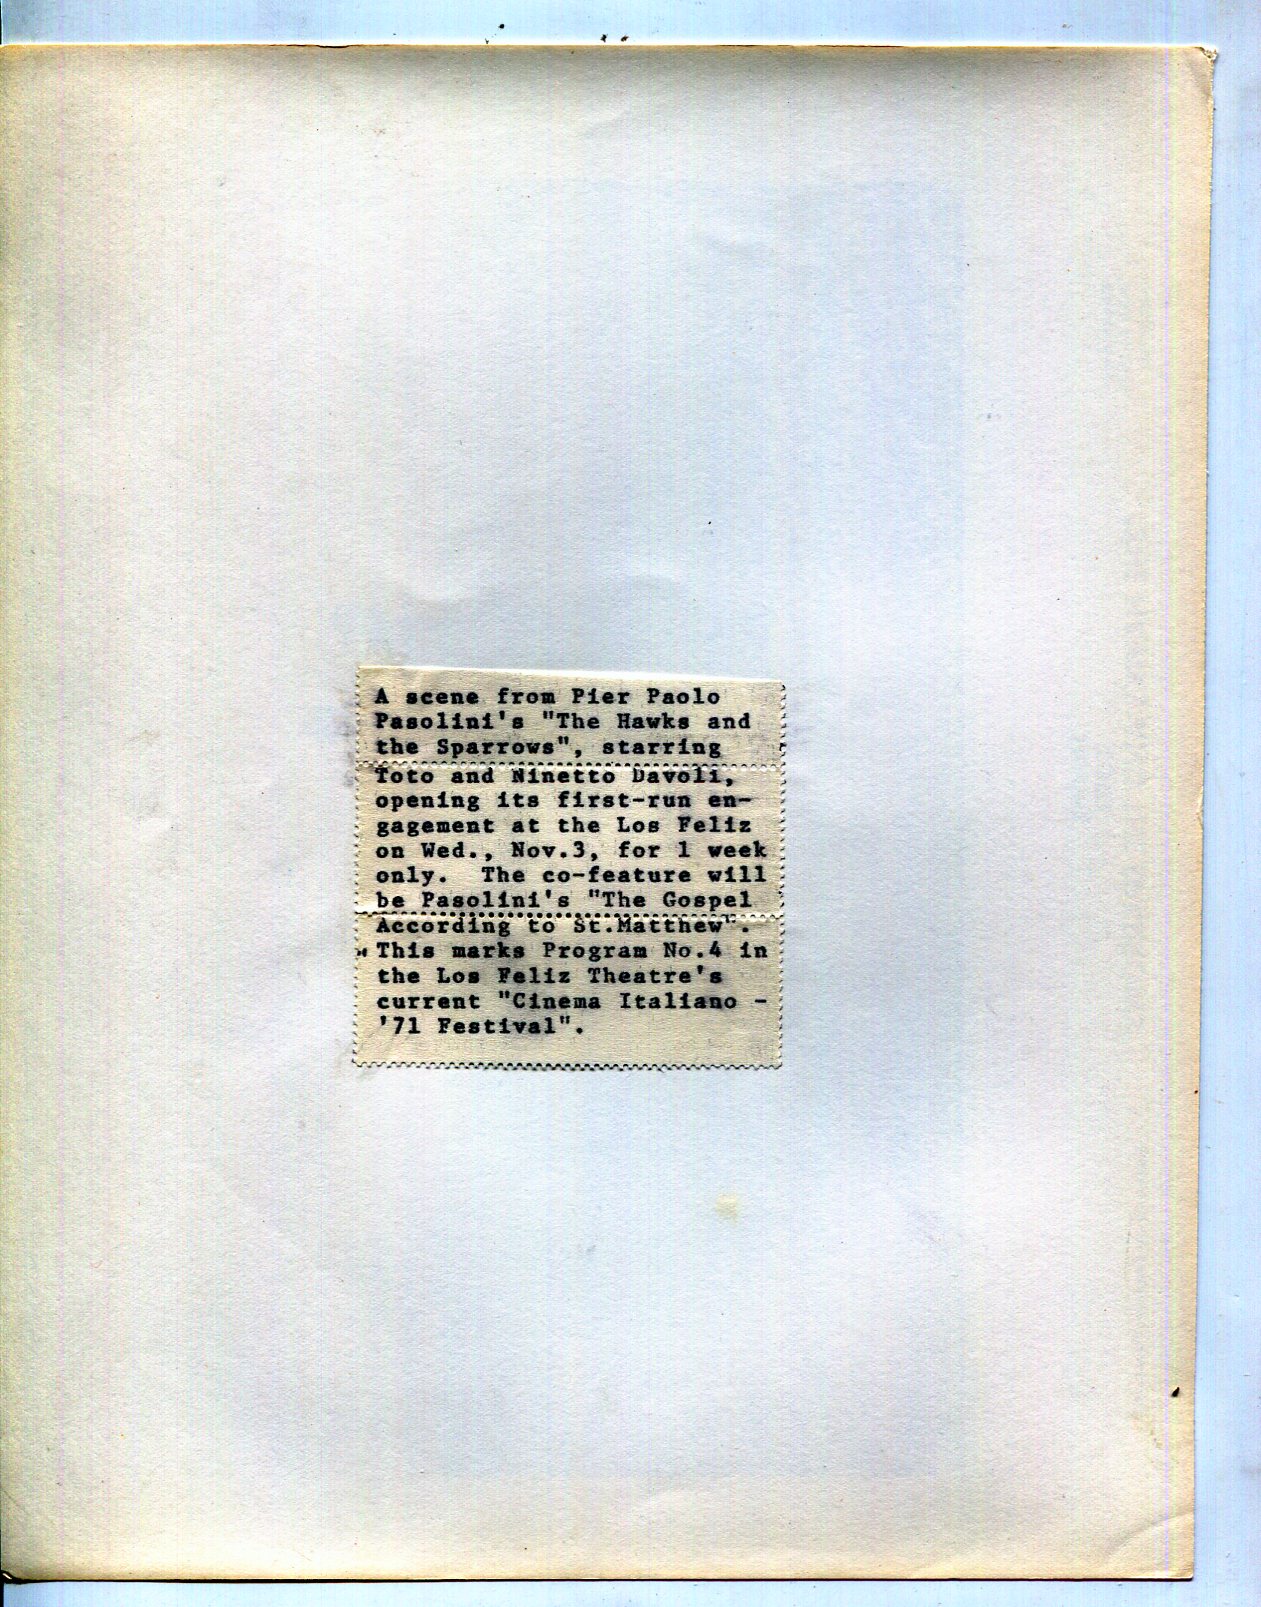 A scene from Pier Paolo
Pasolini's "The Hawks and
the Sparrows", starring
Toto and Ninetto Davoli,
opening its first-run en-
gagement at the Los Feliz
on Wed., Nov.3, for 1 week
only. The co-feature will
be Pasolini's "The Gospel
According to St.Matthew".
This marks Program No.4 in
the Los Feliz Theatre's
current "Cinema Italiano -
'71 Festival".